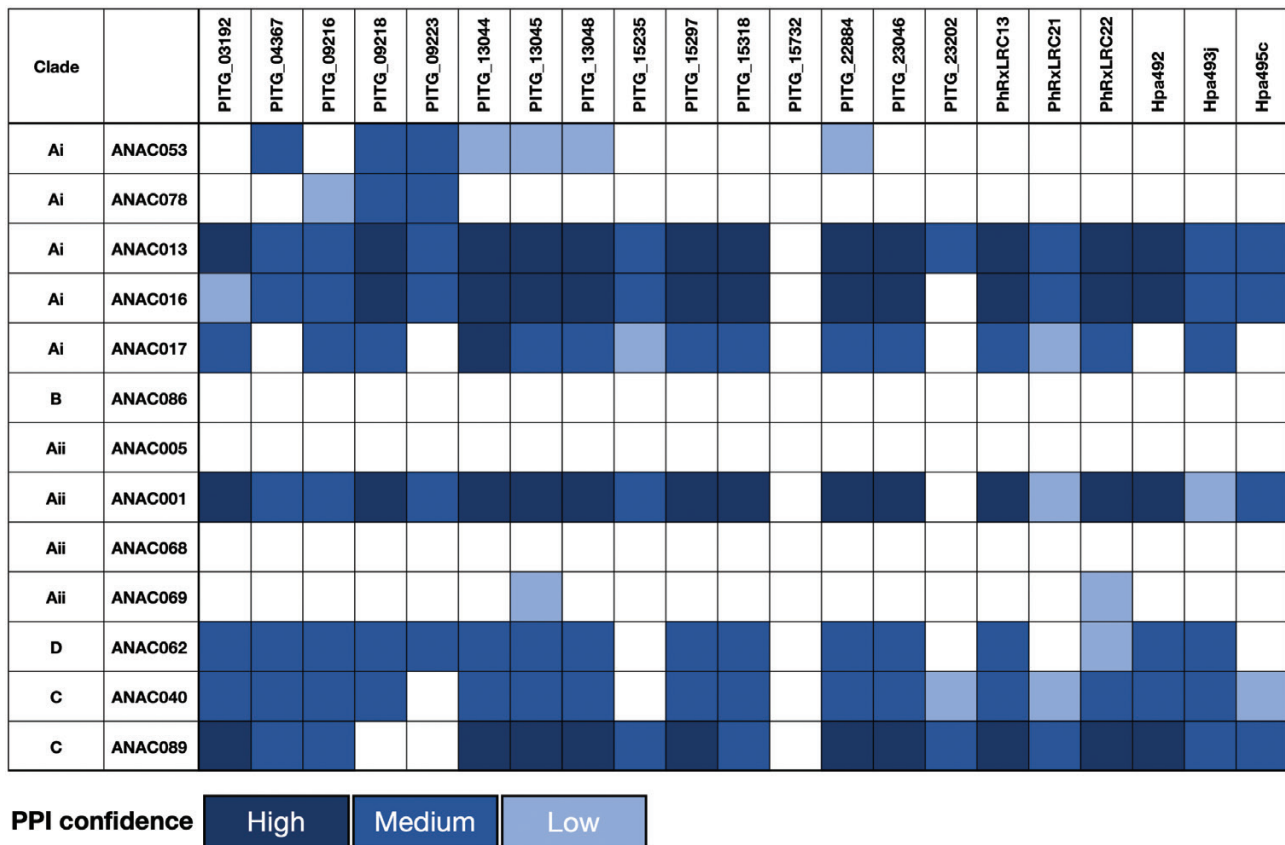 Clade PITG_03192 PITG_04367 PITG_09216 PITG_09218 PITG_09223 PITG_13044 PITG_13045 PITG_13048 PITG_15235 PITG_15297 PITG_15318 PITG_15732 PITG_22884 PITG_23046 PITG_23202 PhRxLRC13 PhRxLRC21 PhRxLRC22 Hpa492 Hpa493j Hpa495c
Ai ANAC053
Ai ANAC078
Ai ANAC013
Ai ANAC016
Ai ANAC017
B ANAC086
Aii ANAC005
Aii ANAC001
Aii ANAC068
Aii ANAC069
D ANAC062
C ANAC040
C ANAC089
PPI confidence High Medium Low